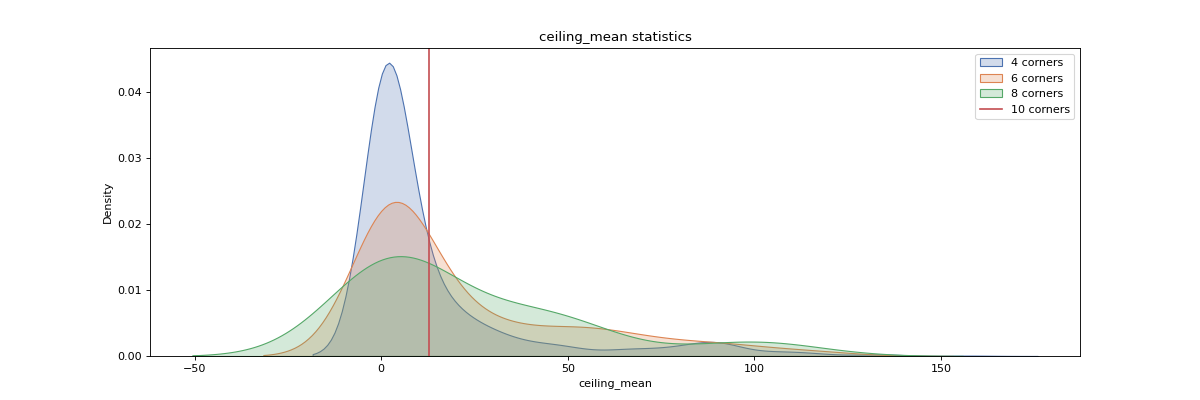 ceiling_mean statistics
4 corners
6 corners
8 corners
10 corners
0.04
0.03
0.02
0.01
0.00
Density
−50
0
50
100
150
ceiling_mean